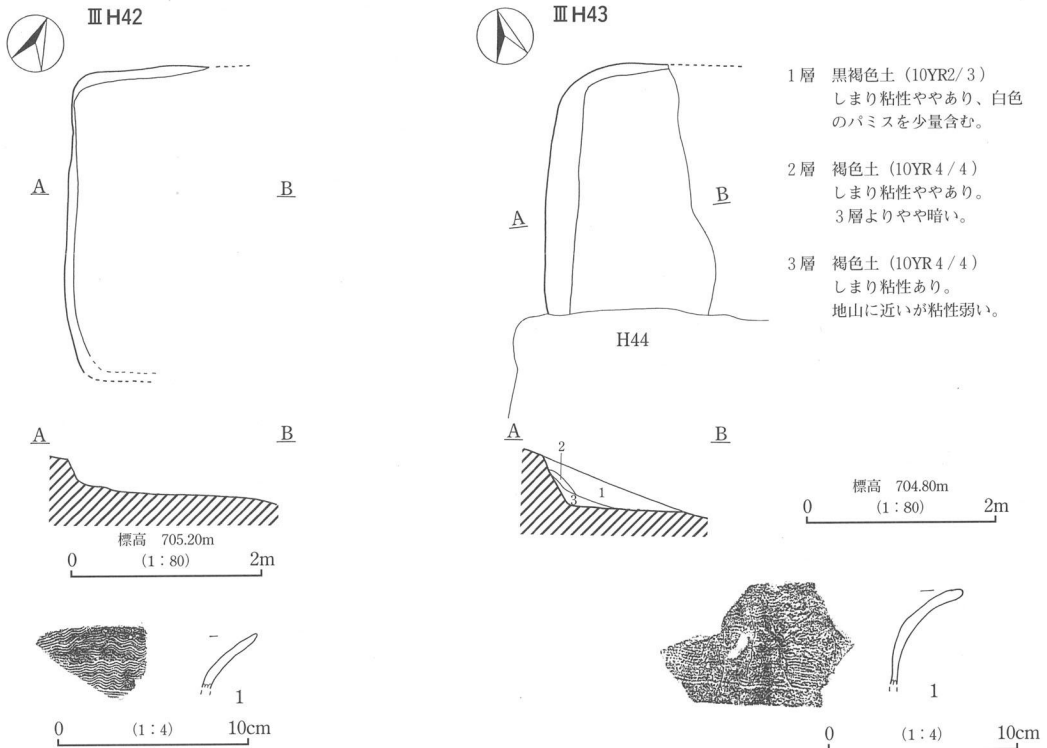 ⅢH42
A
B
A
B
標高 705.20m
(1:80)
0 2m
1
0 (1:4) 10cm
ⅢH43
A
B
H44
A
B
2
1
3
1層 黒褐色土(10YR2/3)
しまり粘性ややあり、白色
のパミスを少量含む。
2層 褐色土(10YR4/4)
しまり粘性ややあり。
3層よりやや暗い。
3層 褐色土(10YR4/4)
しまり粘性あり。
地山に近いが粘性弱い。
標高 704.80m
(1:80)
0 2m
1
0 (1:4) 10cm